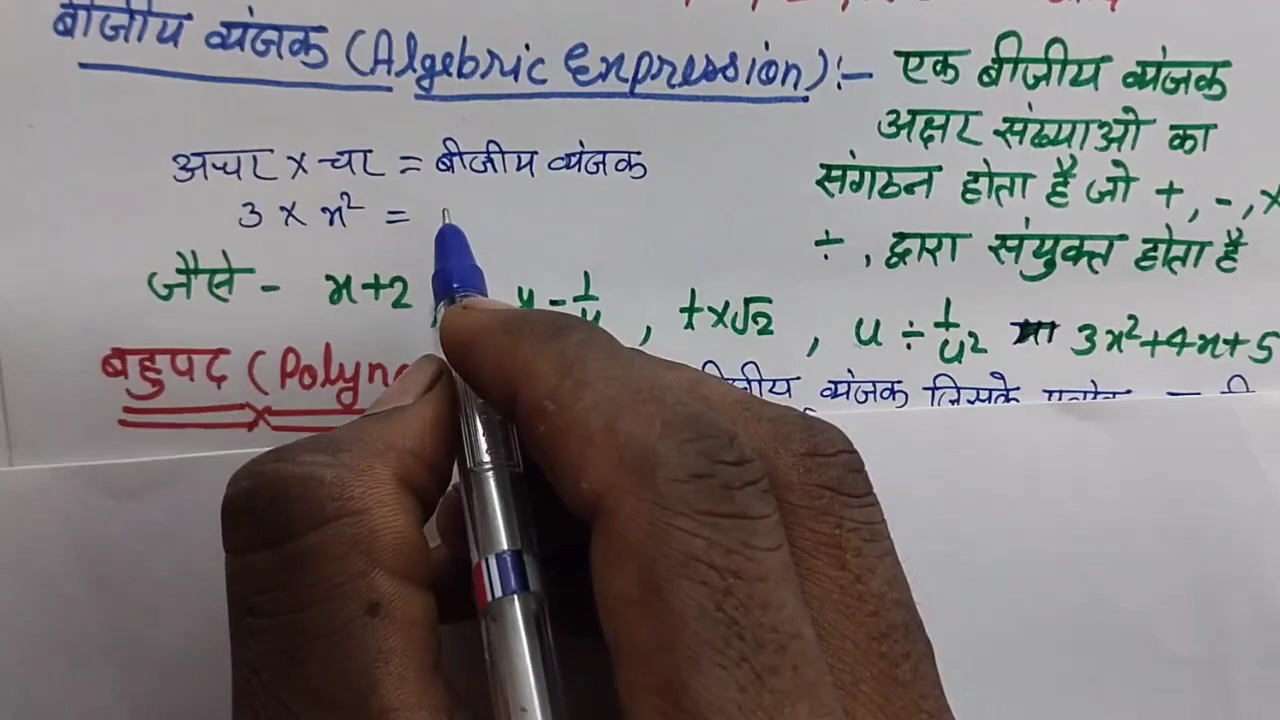 बीजीय व्यंजक (Algebric Expression) :- एक बीजीय व्यंजक
अक्षर संख्याओ का
संगठन होता है जो +, -, ×
÷ , द्वारा संयुक्त होता है
अचर × चर = बीजीय व्यंजक
3 × x² =
जैसे - x+2 , t×√2 , u ÷ 1/u² 3x²+4x+5
बहुपद (Polyn
व्यंजक जिसके